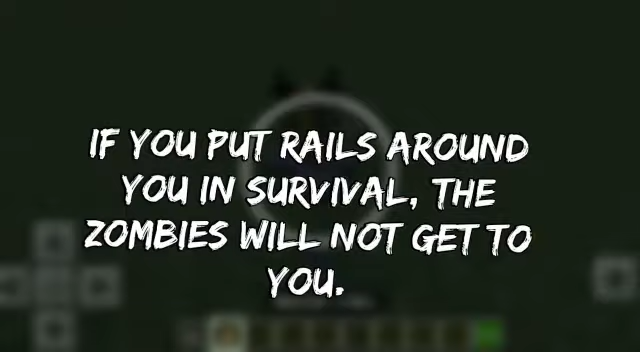 IF YOU PUT RAILS AROUND
YOU IN SURVIVAL, THE
ZOMBIES WILL NOT GET TO
YOU.